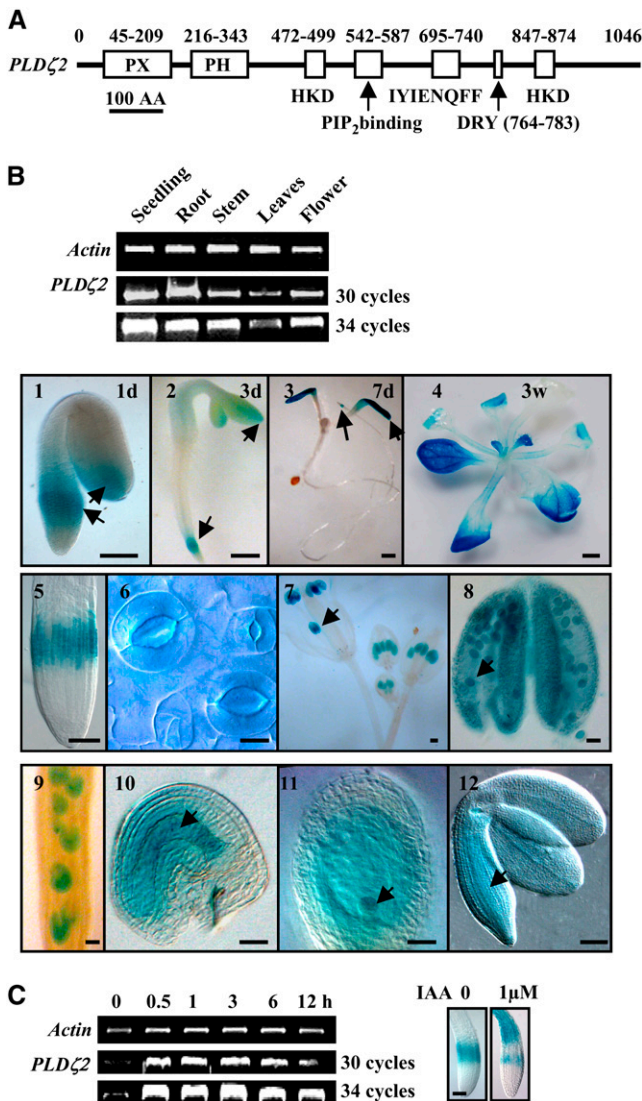 A
0 45-209 216-343 472-499 542-587 695-740 847-874 1046
PLDζ2 PX PH
100 AA HKD IYIENQFF HKD
PIP2binding DRY (764-783)
B
Seedling Root Stem Leaves Flower
Actin
PLDζ2 30 cycles
34 cycles
1 1d 2 3d 3 7d 4 3w
5 6 7 8
9 10 11 12
C
0 0.5 1 3 6 12 h IAA 0 1μM
Actin
PLDζ2 30 cycles
34 cycles